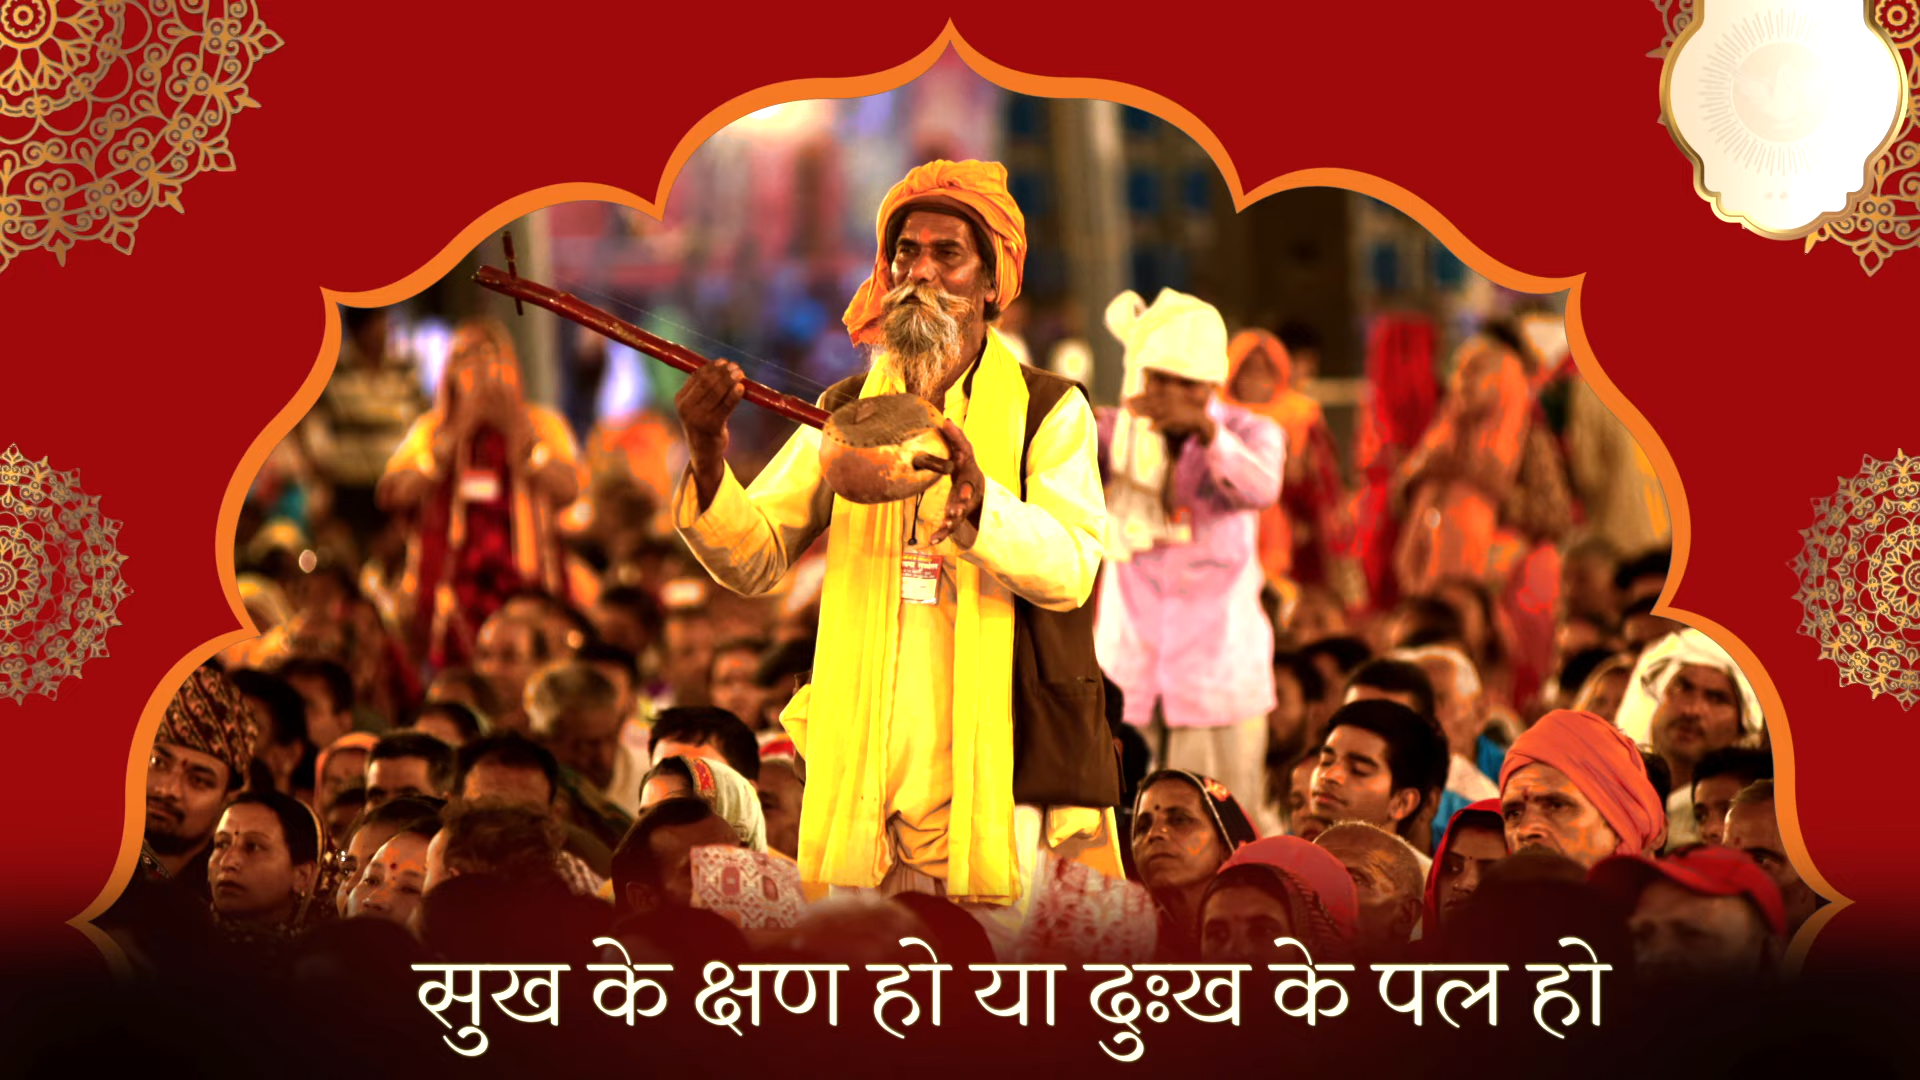 सुख के क्षण हो या दुःख के पल हो